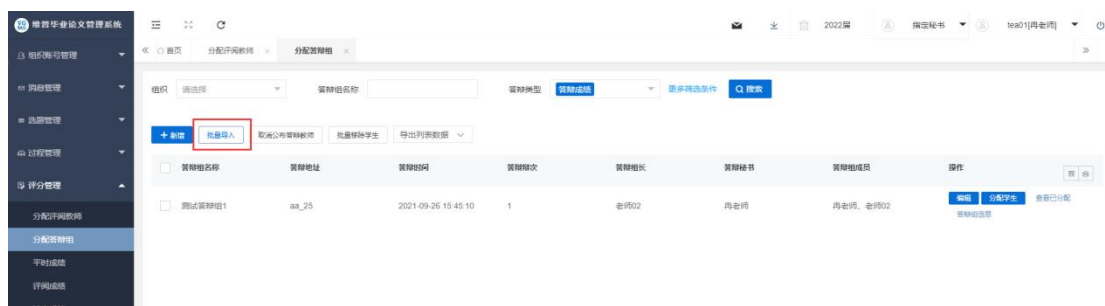 维普毕业论文管理系统
2022届 指定秘书 tea01[冉老师]
组织账号管理
首页 分配评阅教师 × 分配答辩组 ×
消息管理
组织 请选择 答辩组名称 答辩类型 答辩成绩 更多筛选条件 搜索
选题管理
+ 新增 批量导入 取消公布答辩教师 批量移除学生 导出列表数据
过程管理
答辩组名称 答辩地址 答辩时间 答辩辩次 答辩组长 答辩秘书 答辩组成员 操作
评分管理
测试答辩组1 aa_25 2021-09-26 15:45:10 1 老师02 冉老师 冉老师、老师02 编辑 分配学生 查看已分配
答辩组信息
分配评阅教师
分配答辩组
平时成绩
评阅成绩